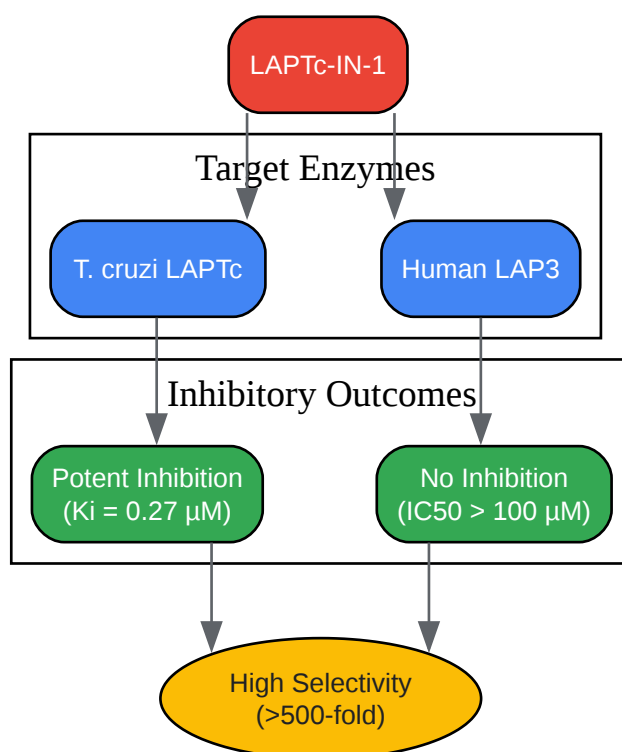 LAPTc-IN-1
Target Enzymes
T. cruzi LAPTc
Human LAP3
Inhibitory Outcomes
Potent Inhibition
(Ki = 0.27 µM)
No Inhibition
(IC50 > 100 µM)
High Selectivity
(>500-fold)